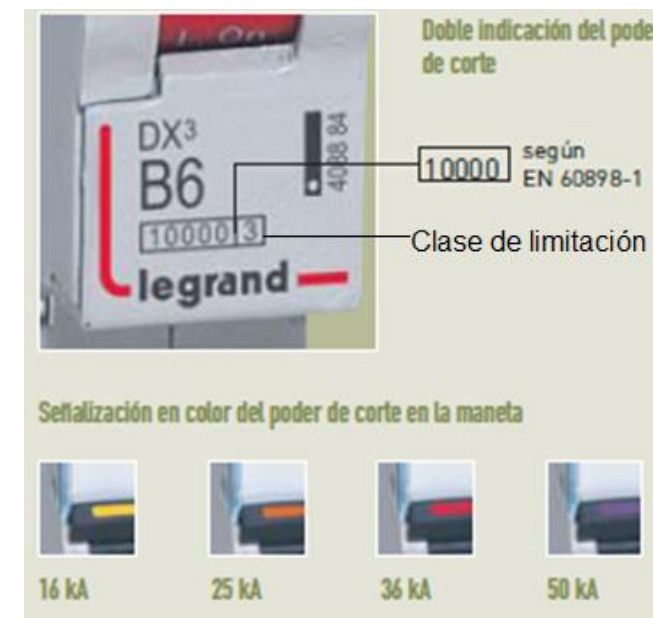 Doble indicación del pode
de corte
I-On
DX³
B6
10000 3
4088 84
legrand
10000
según
EN 60898-1
Clase de limitación
Señalización en color del poder de corte en la maneta
16 kA
25 kA
36 kA
50 kA